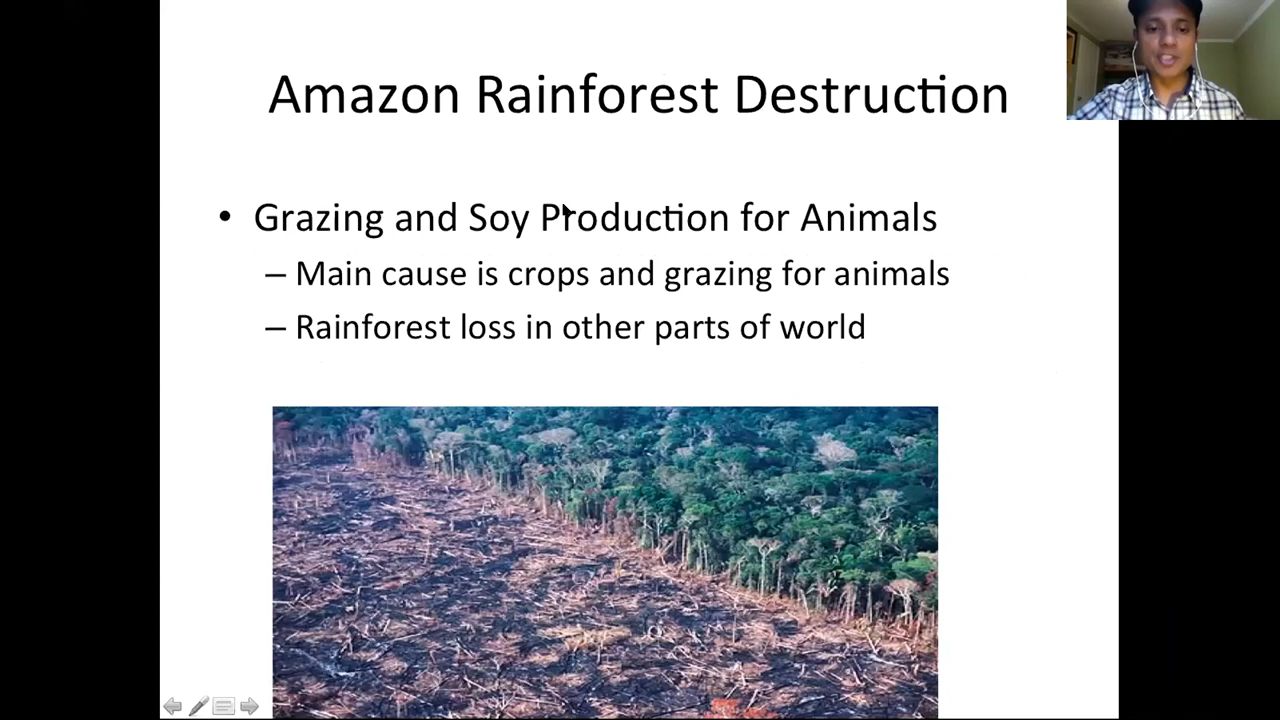 Amazon Rainforest Destruction
• Grazing and Soy Production for Animals
– Main cause is crops and grazing for animals
– Rainforest loss in other parts of world